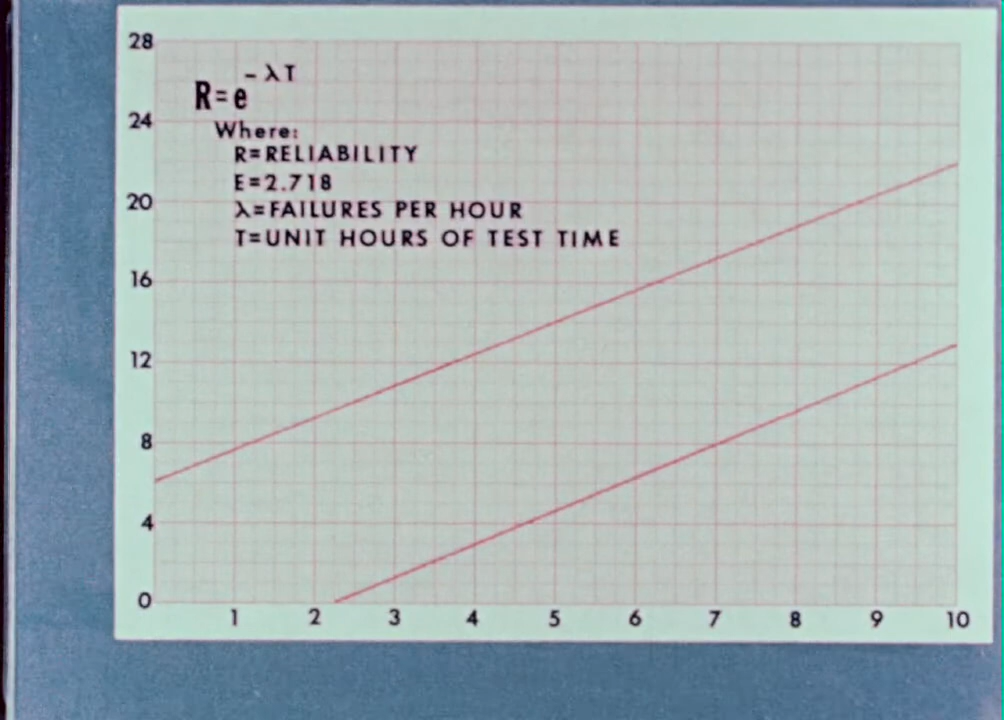 28
R=e^-λT
24
Where:
R=RELIABILITY
E=2.718
20
λ=FAILURES PER HOUR
T=UNIT HOURS OF TEST TIME
16
12
8
4
0
1 2 3 4 5 6 7 8 9 10